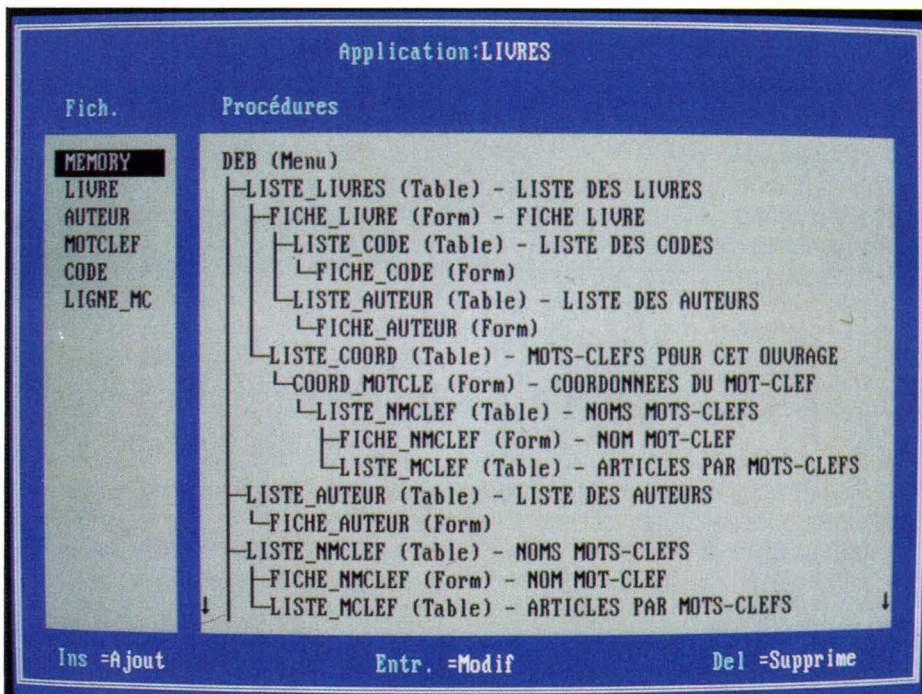 Application:LIVRES
Fich.
Procédures
MEMORY
LIVRE
AUTEUR
MOTCLEF
CODE
LIGNE_MC
DEB (Menu)
LISTE_LIVRES (Table) - LISTE DES LIVRES
FICHE_LIVRE (Form) - FICHE LIVRE
LISTE_CODE (Table) - LISTE DES CODES
FICHE_CODE (Form)
LISTE_AUTEUR (Table) - LISTE DES AUTEURS
FICHE_AUTEUR (Form)
LISTE_COORD (Table) - MOTS-CLEFS POUR CET OUVRAGE
COORD_MOTCLE (Form) - COORDONNEES DU MOT-CLEF
LISTE_NMCLEF (Table) - NOMS MOTS-CLEFS
FICHE_NMCLEF (Form) - NOM MOT-CLEF
LISTE_MCLEF (Table) - ARTICLES PAR MOTS-CLEFS
LISTE_AUTEUR (Table) - LISTE DES AUTEURS
FICHE_AUTEUR (Form)
LISTE_NMCLEF (Table) - NOMS MOTS-CLEFS
FICHE_NMCLEF (Form) - NOM MOT-CLEF
LISTE_MCLEF (Table) - ARTICLES PAR MOTS-CLEFS
Ins =Ajout
Entr. =Modif
Del =Supprime